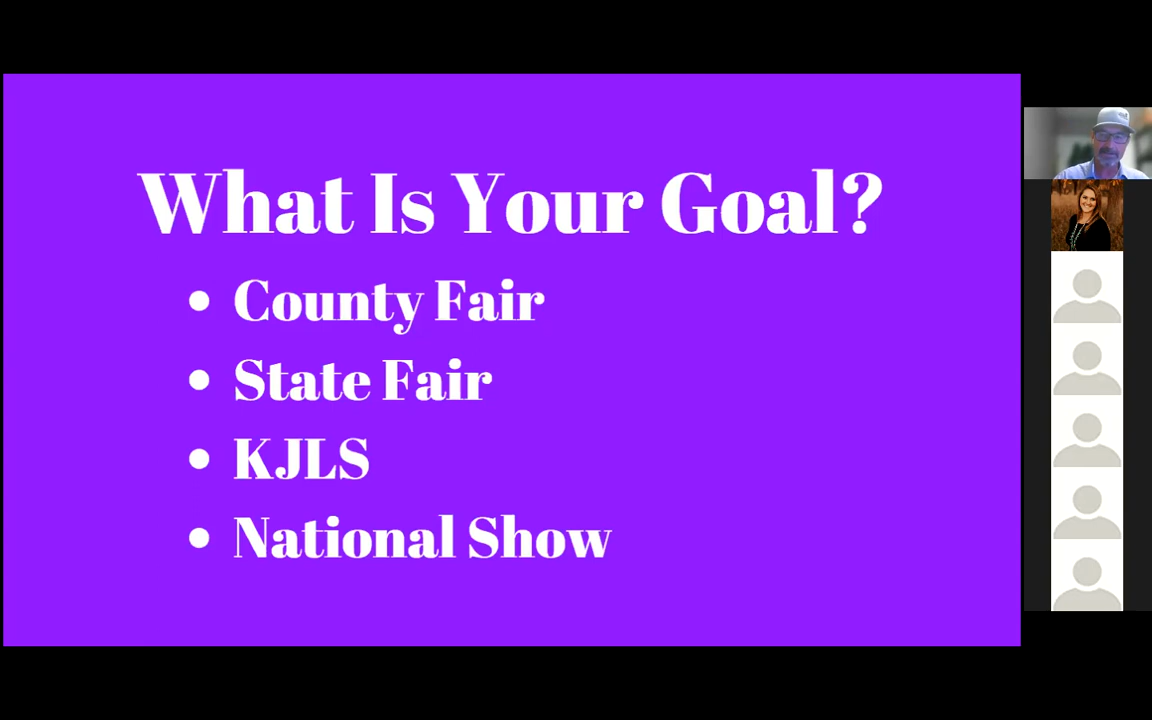 What Is Your Goal?
County Fair
State Fair
KJLS
National Show